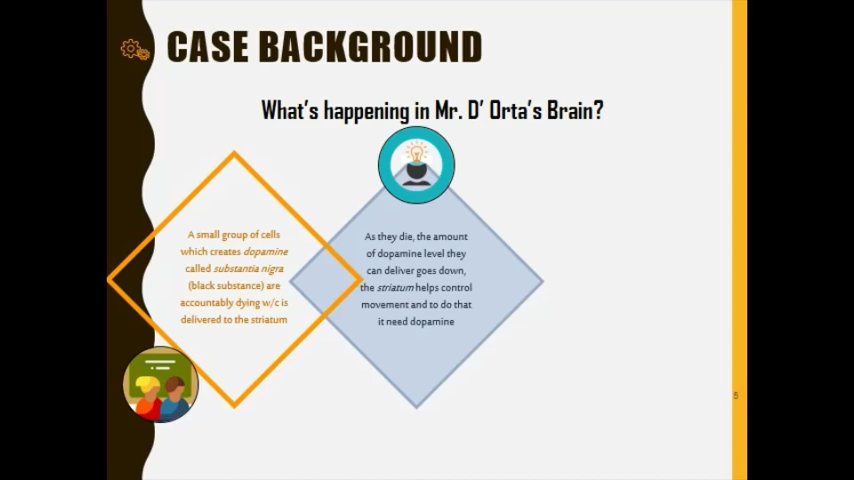 CASE BACKGROUND
What's happening in Mr. D' Orta's Brain?
A small group of cells
which creates dopamine
called substantia nigra
(black substance) are
accountably dying w/c is
delivered to the striatum
As they die, the amount
of dopamine level they
can deliver goes down,
the striatum helps control
movement and to do that
it need dopamine
5